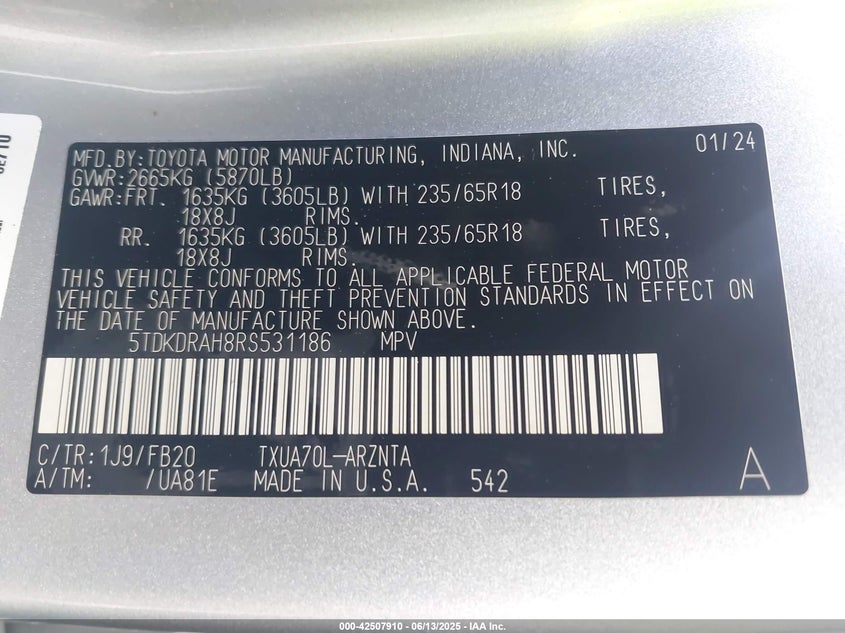 MFD.BY:TOYOTA MOTOR MANUFACTURING, INDIANA, INC. 01/24
GVWR:2665KG (5870LB)
GAWR:FRT. 1635KG (3605LB) WITH 235/65R18 TIRES,
18X8J RIMS.
RR. 1635KG (3605LB) WITH 235/65R18 TIRES,
18X8J RIMS.
THIS VEHICLE CONFORMS TO ALL APPLICABLE FEDERAL MOTOR
VEHICLE SAFETY AND THEFT PREVENTION STANDARDS IN EFFECT ON
THE DATE OF MANUFACTURE SHOWN ABOVE.
5TDKDRAH8RS531186 MPV
C/TR:1J9/FB20 TXUA70L-ARZNTA
A/TM: /UA81E MADE IN U.S.A. 542 A
000-42507910 - 06/13/2025 - IAA Inc.